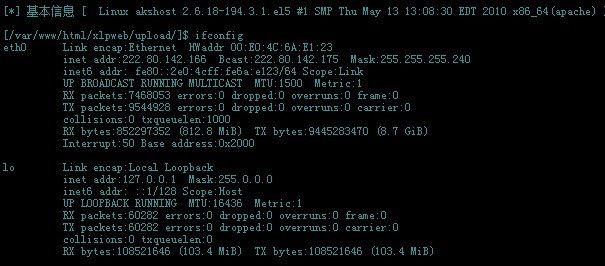 [*] 基本信息 [  Linux akshost 2.6.18-194.3.1.el5 #1 SMP Thu May 13 13:08:30 EDT 2010 x86_64(apache) ]
[/var/www/html/xlpweb/upload/]$ ifconfig
eth0      Link encap:Ethernet  HWaddr 00:E0:4C:6A:E1:23
          inet addr:222.80.142.166  Bcast:222.80.142.175  Mask:255.255.255.240
          inet6 addr: fe80::2e0:4cff:fe6a:e123/64 Scope:Link
          UP BROADCAST RUNNING MULTICAST  MTU:1500  Metric:1
          RX packets:7468053 errors:0 dropped:0 overruns:0 frame:0
          TX packets:9544928 errors:0 dropped:0 overruns:0 carrier:0
          collisions:0 txqueuelen:1000
          RX bytes:852297352 (812.8 MiB)  TX bytes:9445283470 (8.7 GiB)
          Interrupt:50 Base address:0x2000
lo        Link encap:Local Loopback
          inet addr:127.0.0.1  Mask:255.0.0.0
          inet6 addr: ::1/128 Scope:Host
          UP LOOPBACK RUNNING  MTU:16436  Metric:1
          RX packets:60282 errors:0 dropped:0 overruns:0 frame:0
          TX packets:60282 errors:0 dropped:0 overruns:0 carrier:0
          collisions:0 txqueuelen:0
          RX bytes:108521646 (103.4 MiB)  TX bytes:108521646 (103.4 MiB)